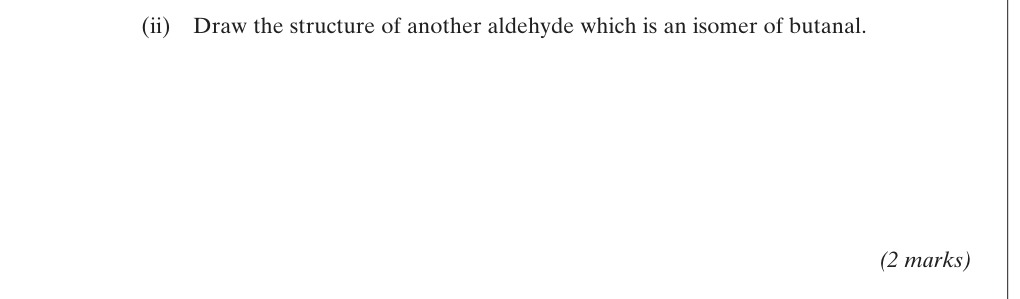 (ii) Draw the structure of another aldehyde which is an isomer of butanal.
(2 marks)